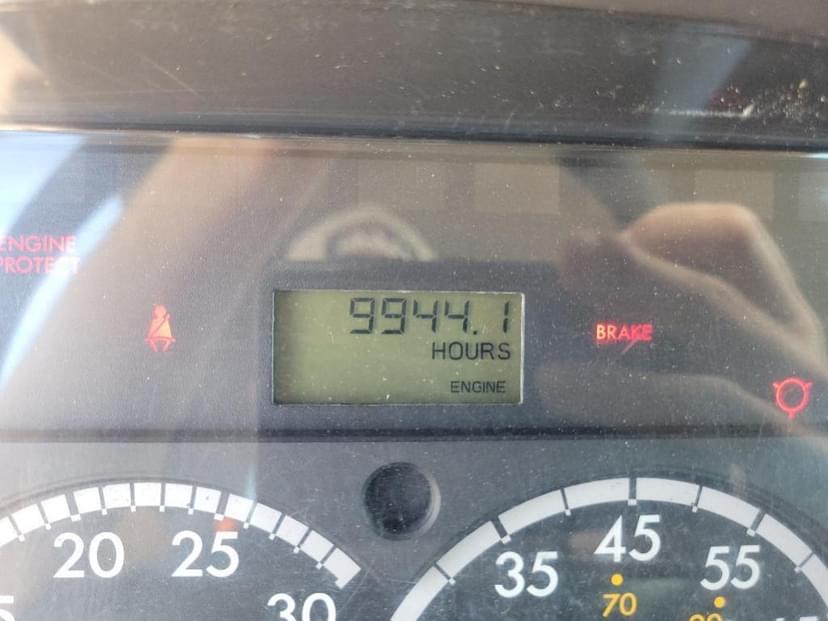 ENGINE
PROTECT
9944.1
HOURS
ENGINE
BRAKE
20
25
30
35
45
55
70